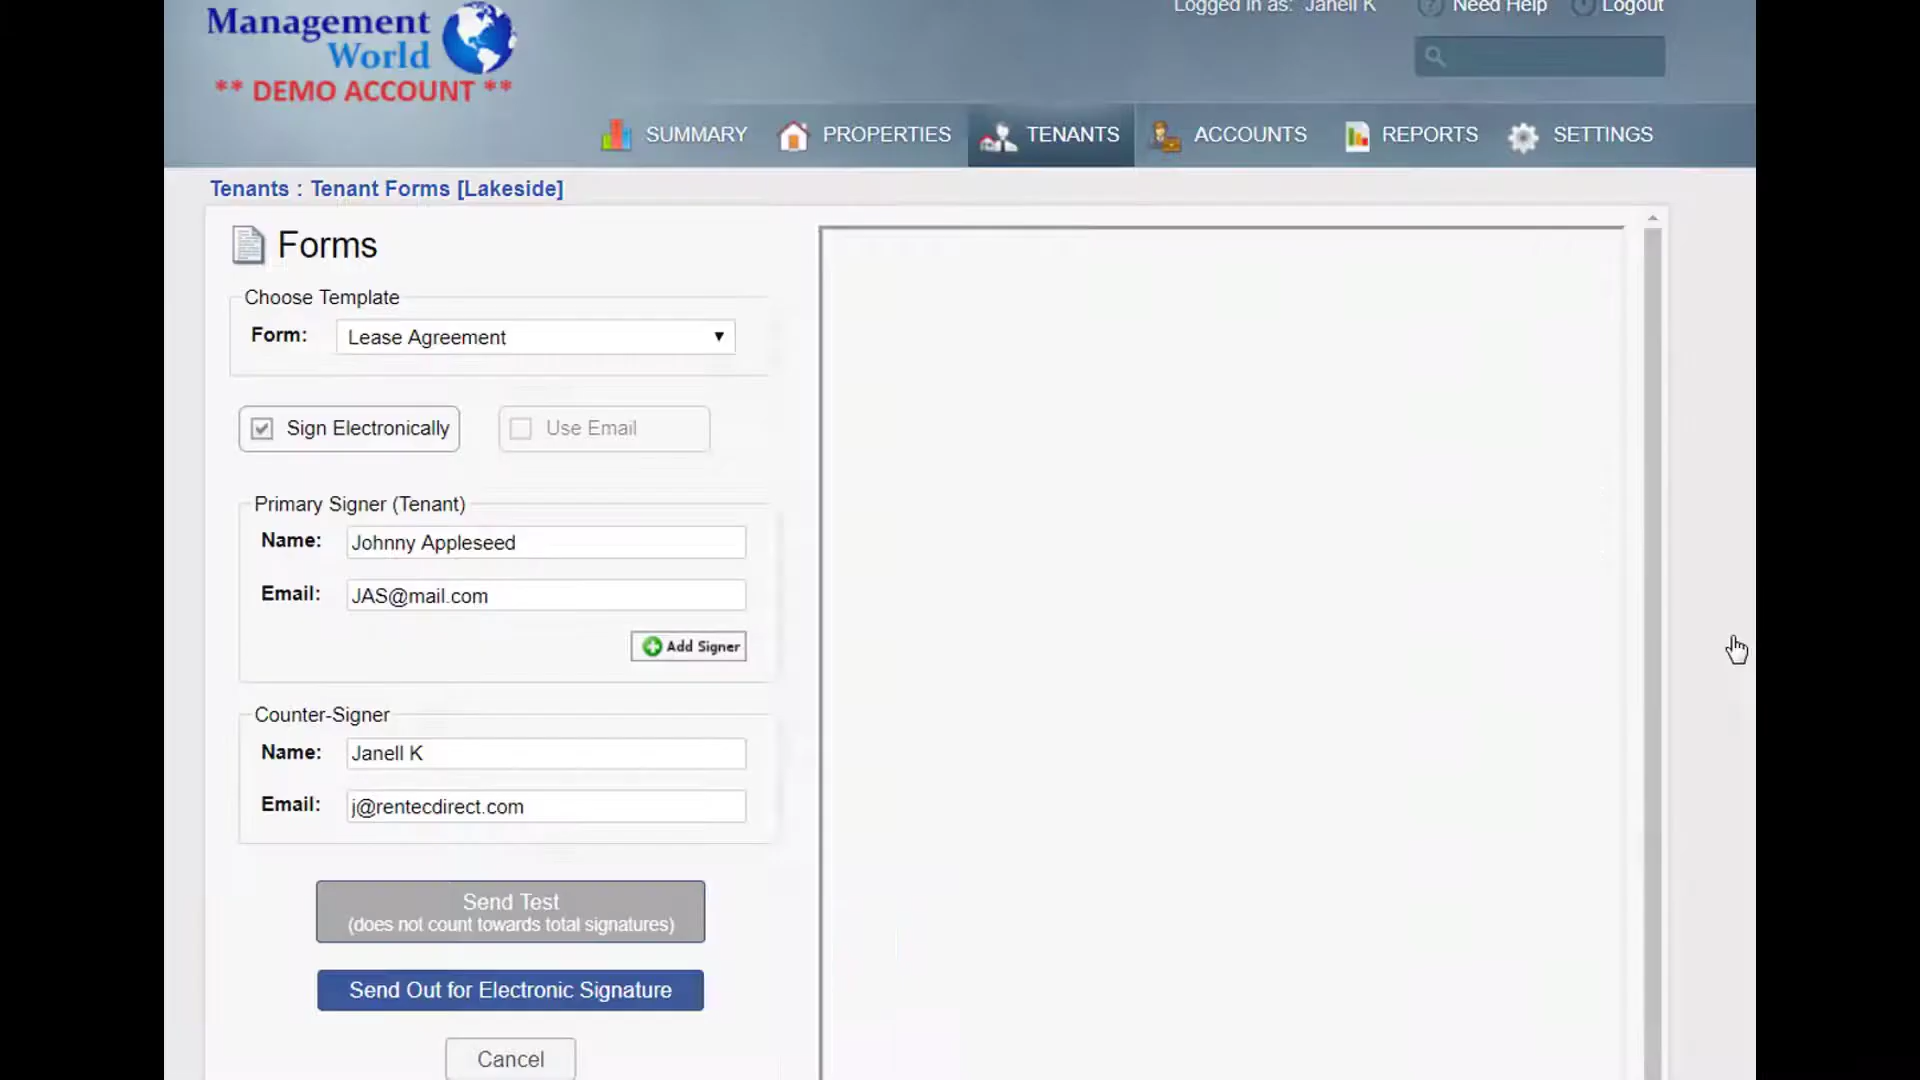 Management
World
** DEMO ACCOUNT **
Logged in as: Janell K
Need Help
Logout
SUMMARY
PROPERTIES
TENANTS
ACCOUNTS
REPORTS
SETTINGS
Tenants : Tenant Forms [Lakeside]
Forms
Choose Template
Form:
Lease Agreement
Sign Electronically
Use Email
Primary Signer (Tenant)
Name:
Johnny Appleseed
Email:
JAS@mail.com
Add Signer
Counter-Signer
Name:
Janell K
Email:
j@rentecdirect.com
Send Test
(does not count towards total signatures)
Send Out for Electronic Signature
Cancel